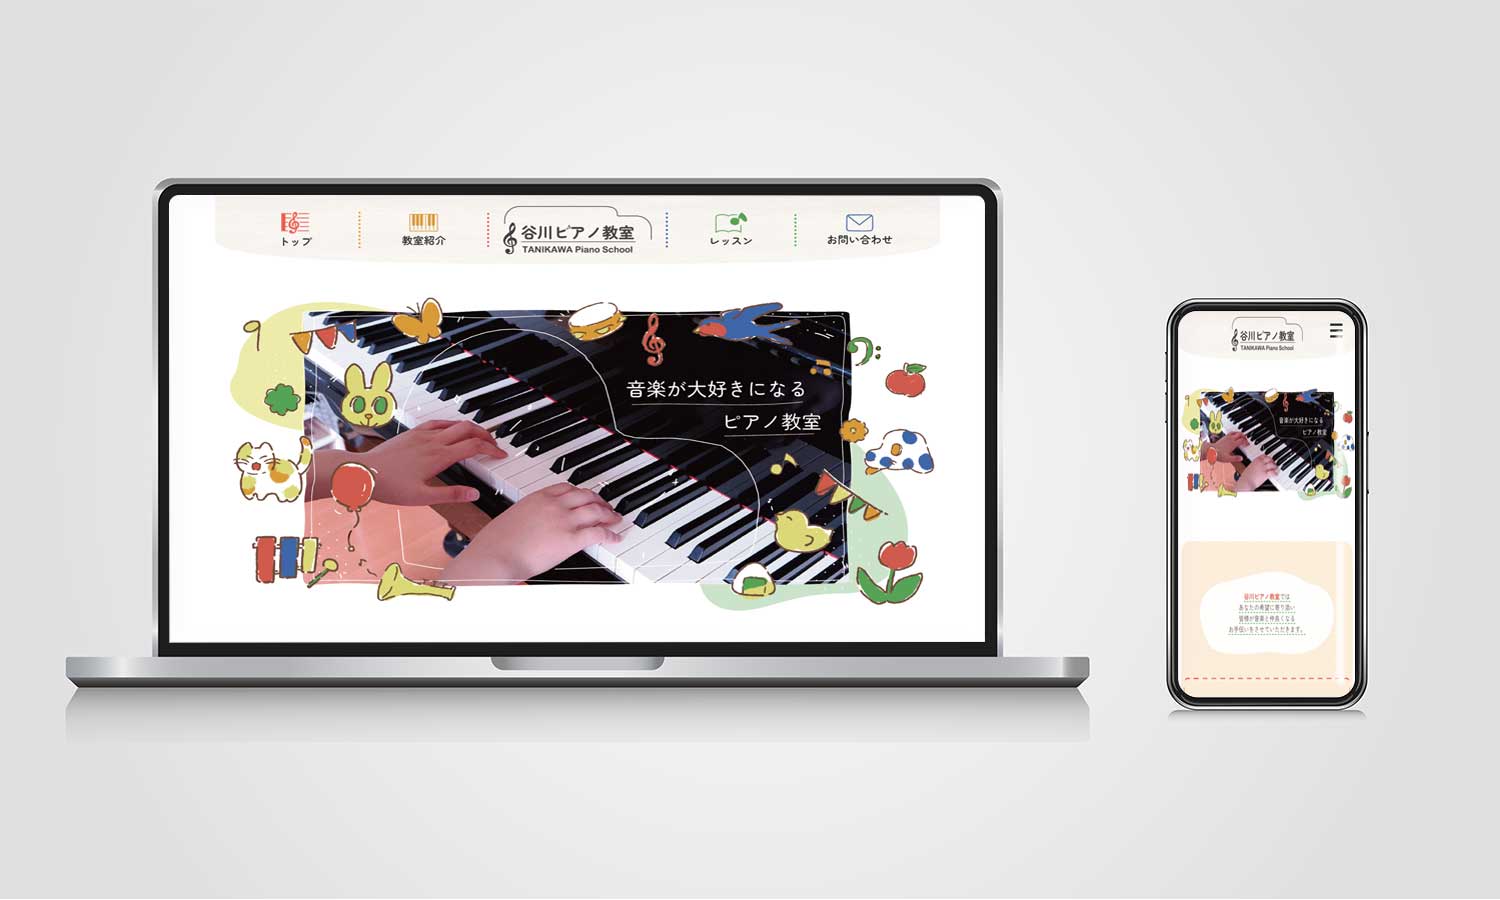 トップ
教室紹介
谷川ピアノ教室
TANIKAWA Piano School
レッスン
お問い合わせ
音楽が大好きになる
ピアノ教室
谷川ピアノ教室
TANIKAWA Piano School
音楽が大好きになる
ピアノ教室
谷川ピアノ教室では
あなたの希望に寄り添い
皆様が音楽と仲良くなる
お手伝いをさせていただきます。